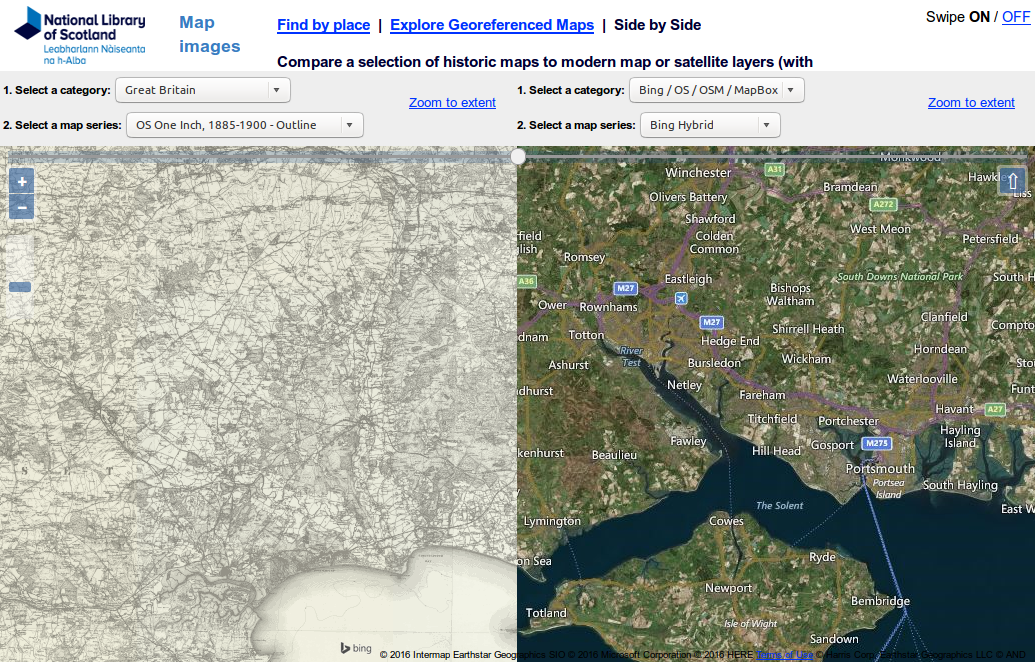 National Library
of Scotland
Leabharlann Nàiseanta
na h-Alba
Map
images
Find by place | Explore Georeferenced Maps | Side by Side
Swipe ON / OFF
Compare a selection of historic maps to modern map or satellite layers (with
1. Select a category: Great Britain
Zoom to extent
2. Select a map series: OS One Inch, 1885-1900 - Outline
1. Select a category: Bing / OS / OSM / MapBox
Zoom to extent
2. Select a map series: Bing Hybrid
+
−
S T
Monkwood
Winchester
A31
Hawkle
Liss
Bramdean
Olivers Battery
A272
Shawford
West Meon
Colden
Common
Petersfield
field
lish
Romsey
Eastleigh
South Downs National Park
South H
A36
M27
Bishops
Waltham
Ower
Rownhams
Clanfield
M27
Compto
dnam
Totton
Shirrell Heath
Hedge End
Horndean
River
Test
Wickham
Ashurst
Bursledon
Sto
Waterlooville
Netley
dhurst
Fareham
Funt
Havant
A27
Titchfield
Portchester
Hayling
Island
Fawley
Gosport
M275
Hill Head
kenhurst
Beaulieu
Portsmouth
Portsea
Island
South Hayling
The Solent
East W
Lymington
Cowes
on Sea
Ryde
Newport
Bembridge
Totland
Isle of Wight
Sandown
bing
© 2016 Intermap Earthstar Geographics SIO © 2016 Microsoft Corporation © 2016 HERE Terms of Use © Harris Corp, Earthstar Geographics LLC © AND